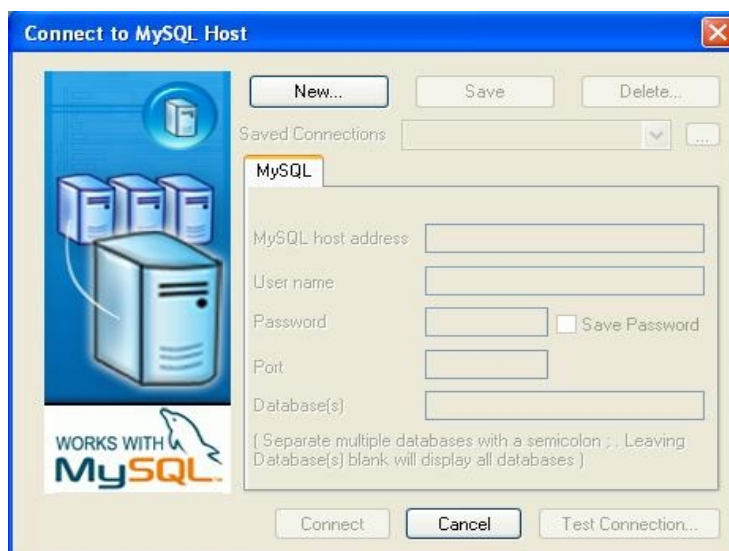 Connect to MySQL Host
New...
Save
Delete...
Saved Connections
...
MySQL
MySQL host address
User name
Password
Save Password
Port
Database(s)
( Separate multiple databases with a semicolon ; . Leaving
Database(s) blank will display all databases )
WORKS WITH
MySQL
Connect
Cancel
Test Connection...